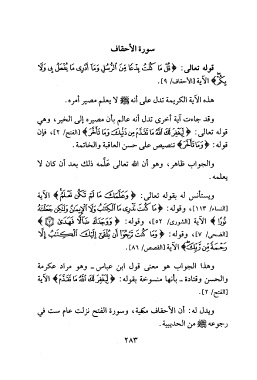 سورة الأحقاف
قوله تعالى: ﴿ قُلْ مَا كُنتُ بِدْعًا مِّنَ الرُّسُلِ وَمَا أَدْرِى مَا يُفْعَلُ بِى وَلَا
بِكُمْ ﴾ الآية [الأحقاف/ ٩].
هذه الآية الكريمة تدل على أنه ﷺ لا يعلم مصير أمره.
وقد جاءت آية أخرى تدل أنه عالم بأن مصيره إلى الخير، وهي
قوله تعالى: ﴿ لِّيَغْفِرَ لَكَ اللَّهُ مَا تَقَدَّمَ مِن ذَنۢبِكَ وَمَا تَأَخَّرَ ﴾ [الفتح/ ٢]، فإن
قوله: ﴿ وَمَا تَأَخَّرَ ﴾ تنصيص على حسن العاقبة والخاتمة.
والجواب ظاهر، وهو أن الله تعالى علّمه ذلك بعد أن كان لا
يعلمه.
ويستأنس له بقوله تعالى: ﴿ وَعَلَّمَكَ مَا لَمْ تَكُن تَعْلَمُ ﴾ الآية
[النساء/ ١١٣]، وقوله: ﴿ مَا كُنتَ تَدْرِى مَا الْكِتَٰبُ وَلَا الْإِيمَٰنُ وَلَٰكِن جَعَلْنَٰهُ
نُورًا ﴾ الآية [الشورى/ ٥٢]، وقوله: ﴿ وَوَجَدَكَ ضَآلًّا فَهَدَىٰ ﴾
[الضحى/ ٧]، وقوله: ﴿ وَمَا كُنتَ تَرْجُوٓا۟ أَن يُلْقَىٰٓ إِلَيْكَ الْكِتَٰبُ إِلَّا
رَحْمَةً مِّن رَّبِّكَ ﴾ الآية [القصص/ ٨٦].
وهذا الجواب هو معنى قول ابن عباس ـ وهو مراد عكرمة
والحسن وقتادة ـ بأنها منسوخة بقوله: ﴿ لِّيَغْفِرَ لَكَ اللَّهُ مَا تَقَدَّمَ ﴾ الآية
[الفتح/ ٢].
ويدل له: أن الأحقاف مكية، وسورة الفتح نزلت عام ست في
رجوعه ﷺ من الحديبية.
٢٨٣